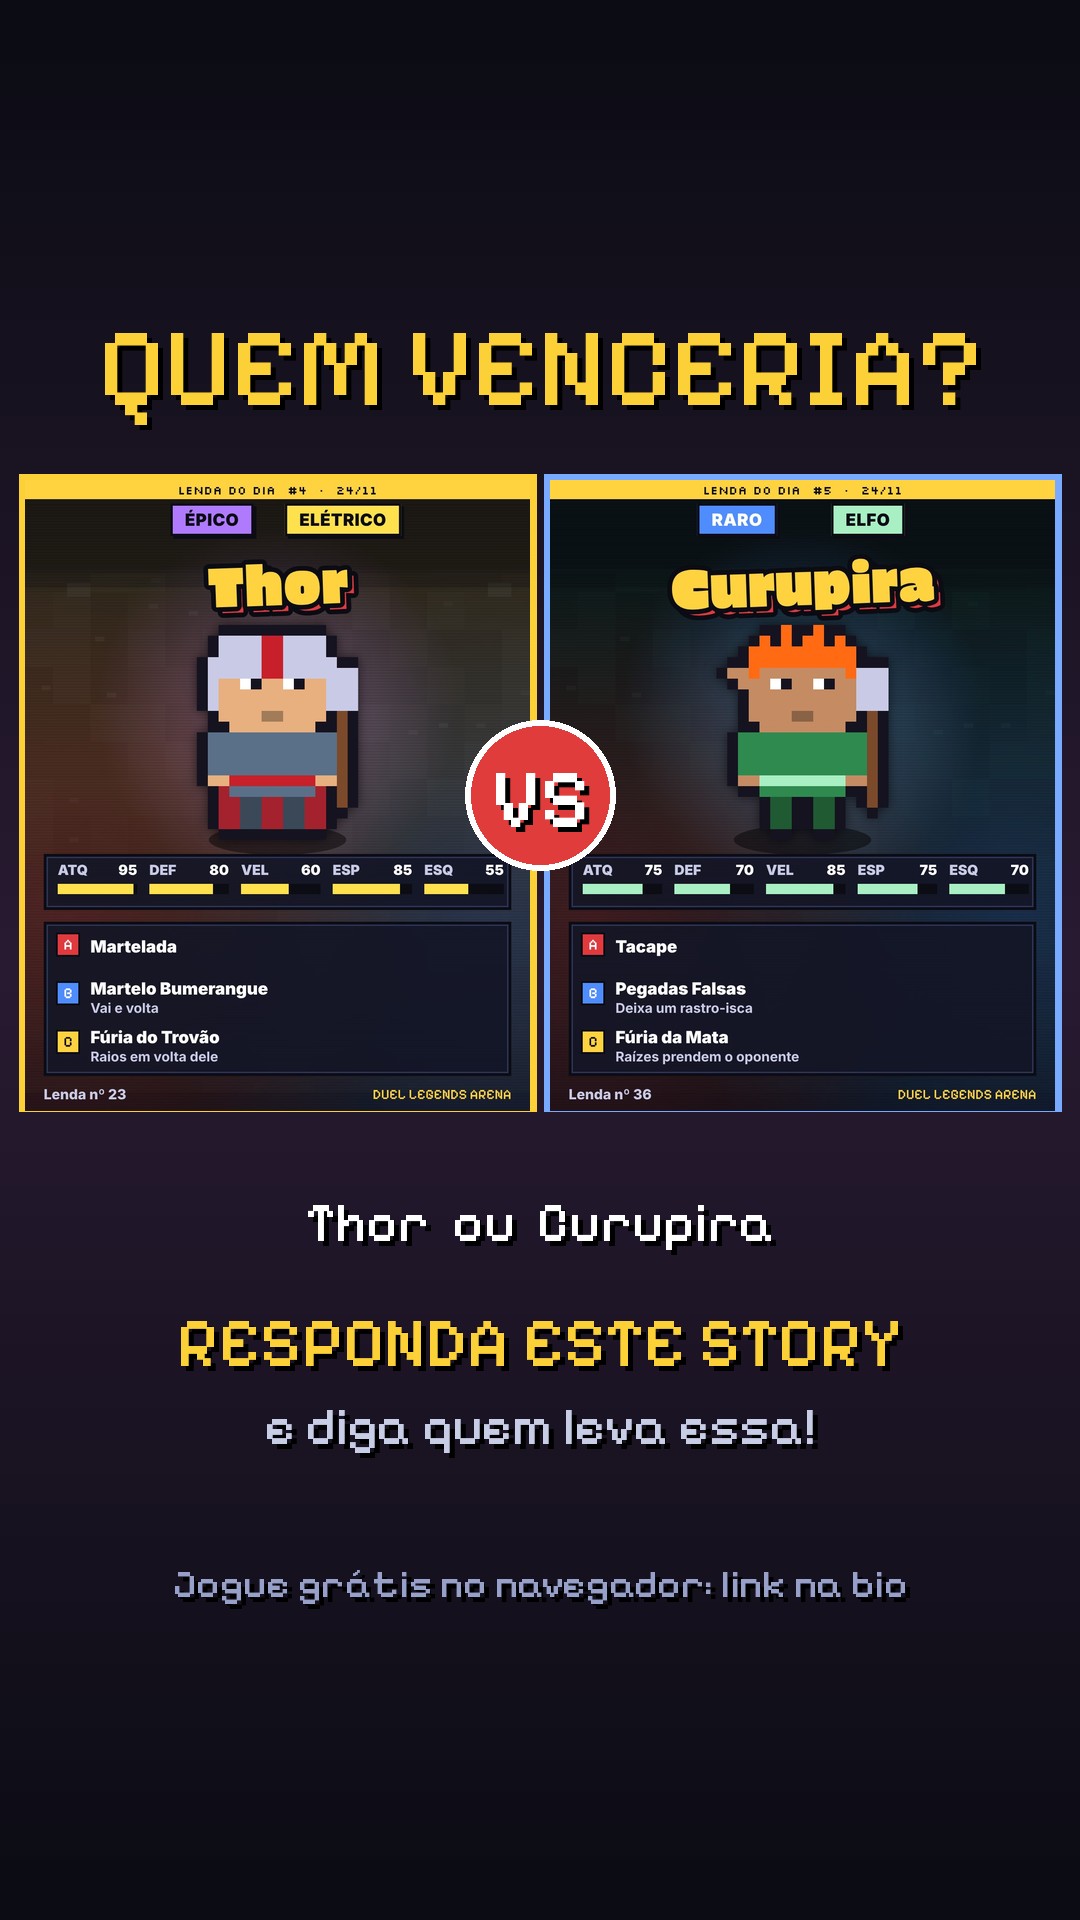 QUEM VENCERIA?
LENDA DO DIA #4 · 24/11
ÉPICO ELÉTRICO
Thor
ATQ 95 DEF 80 VEL 60 ESP 85 ESQ 55
A Martelada
B Martelo Bumerangue
Vai e volta
C Fúria do Trovão
Raios em volta dele
Lenda nº 23 DUEL LEGENDS ARENA
VS
LENDA DO DIA #5 · 24/11
RARO ELFO
Curupira
ATQ 75 DEF 70 VEL 85 ESP 75 ESQ 70
A Tacape
B Pegadas Falsas
Deixa um rastro-isca
C Fúria da Mata
Raízes prendem o oponente
Lenda nº 36 DUEL LEGENDS ARENA
Thor ou Curupira
RESPONDA ESTE STORY
e diga quem leva essa!
Jogue grátis no navegador: link na bio